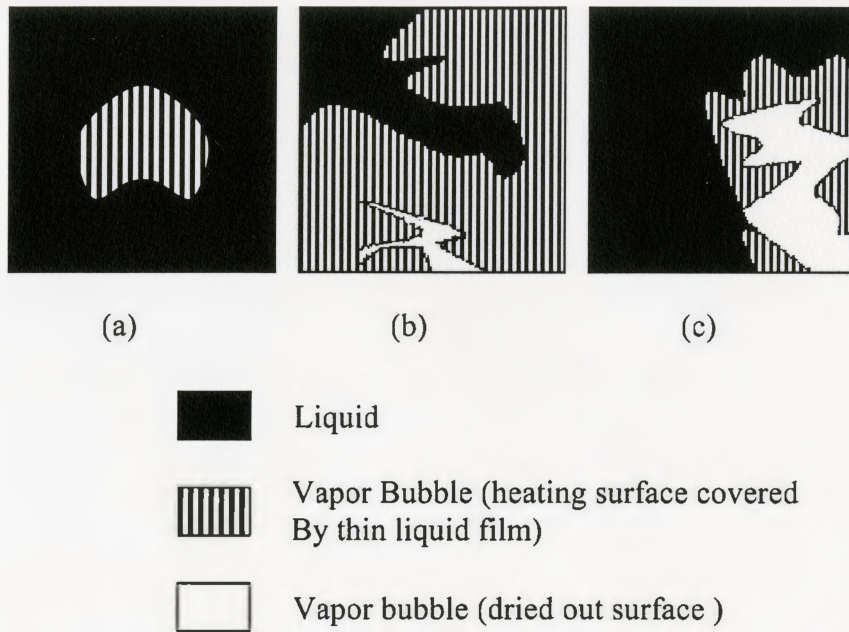 (a) (b) (c)
Liquid
Vapor Bubble (heating surface covered
By thin liquid film)
Vapor bubble (dried out surface )